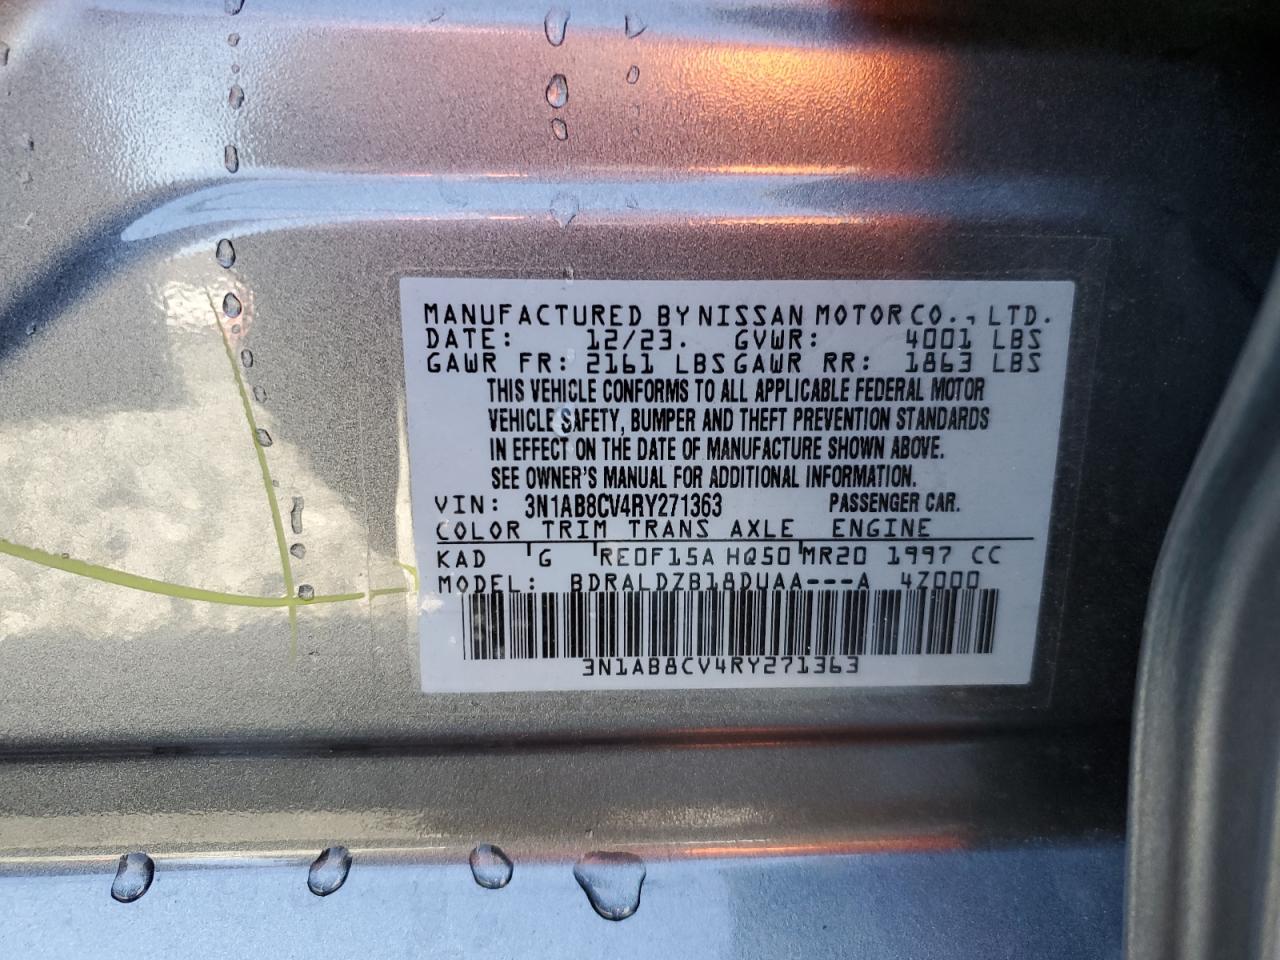 MANUFACTURED BY NISSAN MOTOR CO., LTD.
DATE: 12/23. GVWR: 4001 LBS
GAWR FR: 2161 LBS GAWR RR: 1863 LBS
THIS VEHICLE CONFORMS TO ALL APPLICABLE FEDERAL MOTOR
VEHICLE SAFETY, BUMPER AND THEFT PREVENTION STANDARDS
IN EFFECT ON THE DATE OF MANUFACTURE SHOWN ABOVE.
SEE OWNER'S MANUAL FOR ADDITIONAL INFORMATION.
VIN: 3N1AB8CV4RY271363 PASSENGER CAR.
COLOR TRIM TRANS AXLE ENGINE
KAD G RE0F15A HQ50 MR20 1997 CC
MODEL: BDRALDZB18DUAA---A 4Z000
3N1AB8CV4RY271363